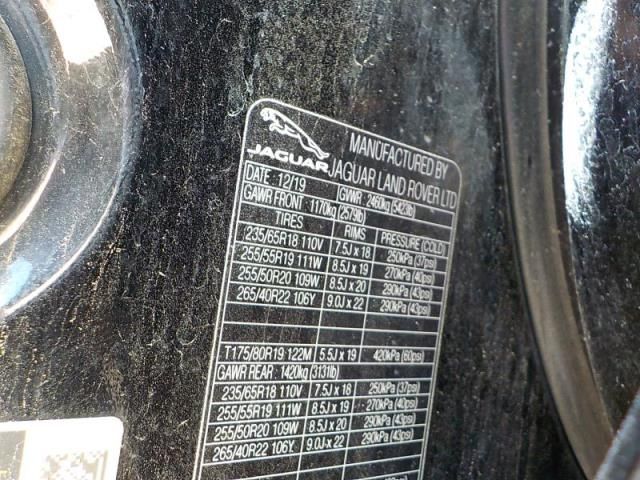 JAGUAR
MANUFACTURED BY
JAGUAR LAND ROVER LTD
DATE: 12/19 GVWR 2460kg (5423lb)
GAWR FRONT: 1170kg (2579lb)
TIRES RIMS PRESSURE (COLD)
235/65R18 110V 7.5J x 18 250kPa (37psi)
255/55R19 111W 8.5J x 19 270kPa (40psi)
255/50R20 109W 8.5J x 20 290kPa (43psi)
265/40R22 106Y 9.0J x 22 290kPa (43psi)
T175/80R19 122M 5.5J x 19 420kPa (60psi)
GAWR REAR: 1420kg (3131lb)
235/65R18 110V 7.5J x 18 250kPa (37psi)
255/55R19 111W 8.5J x 19 270kPa (40psi)
255/50R20 109W 8.5J x 20 290kPa (43psi)
265/40R22 106Y 9.0J x 22 290kPa (43psi)